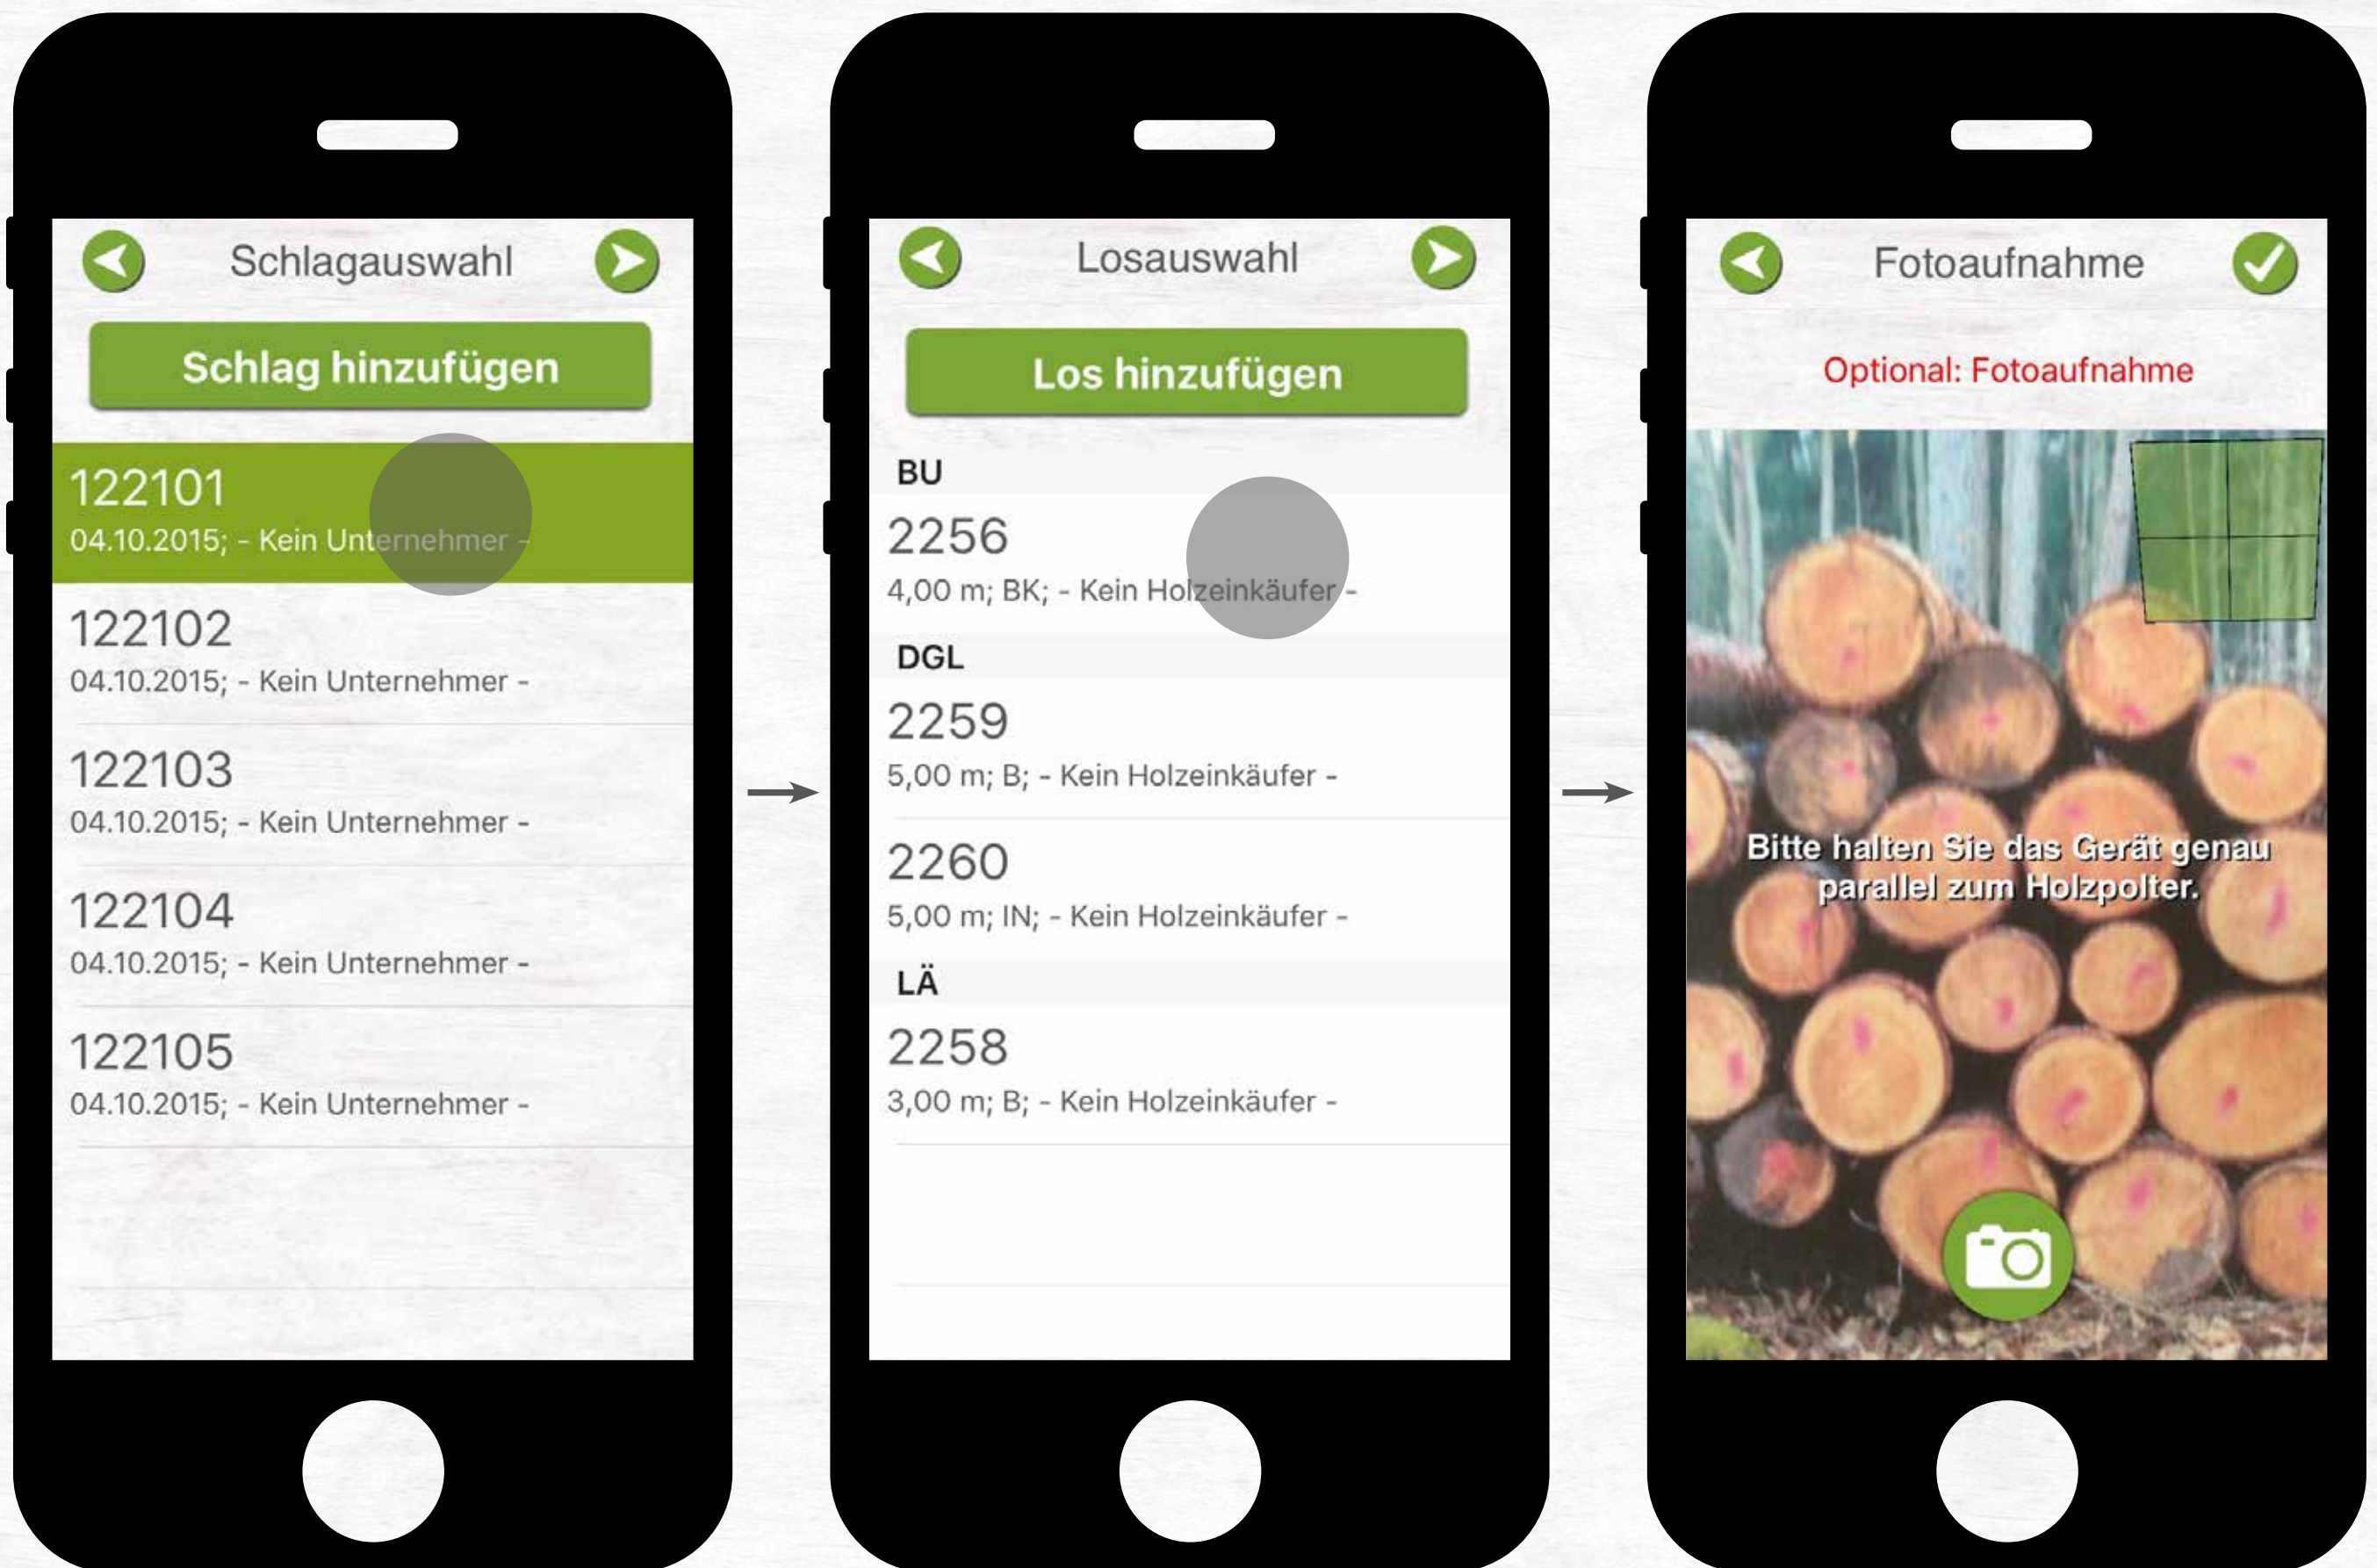 Schlagauswahl
Schlag hinzufügen
122101
04.10.2015; - Kein Unternehmer -
122102
04.10.2015; - Kein Unternehmer -
122103
04.10.2015; - Kein Unternehmer -
122104
04.10.2015; - Kein Unternehmer -
122105
04.10.2015; - Kein Unternehmer -
Losauswahl
Los hinzufügen
BU
2256
4,00 m; BK; - Kein Holzeinkäufer -
DGL
2259
5,00 m; B; - Kein Holzeinkäufer -
2260
5,00 m; IN; - Kein Holzeinkäufer -
LÄ
2258
3,00 m; B; - Kein Holzeinkäufer -
Fotoaufnahme
Optional: Fotoaufnahme
Bitte halten Sie das Gerät genau
parallel zum Holzpolter.